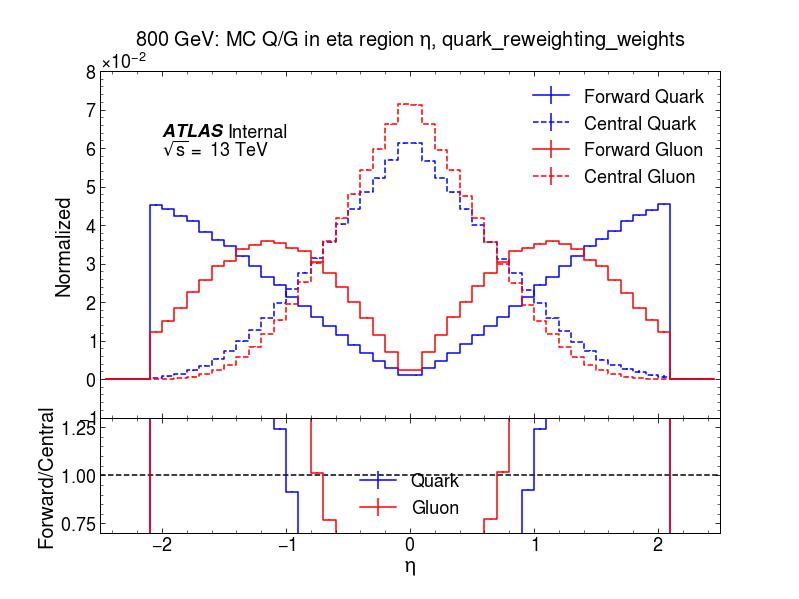 800 GeV: MC Q/G in eta region η, quark_reweighting_weights
×10−2
8
7
6
5
4
3
2
1
0
−1
Normalized
ATLAS Internal
√s = 13 TeV
Forward Quark
Central Quark
Forward Gluon
Central Gluon
1.25
1.00
0.75
Forward/Central
Quark
Gluon
−2
−1
0
1
2
η